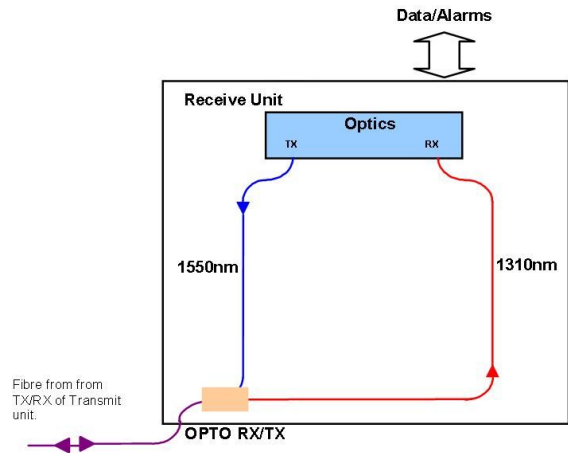 Data/Alarms
Receive Unit
Optics
TX
RX
1550nm
1310nm
Fibre from from
TX/RX of Transmit
unit.
OPTO RX/TX